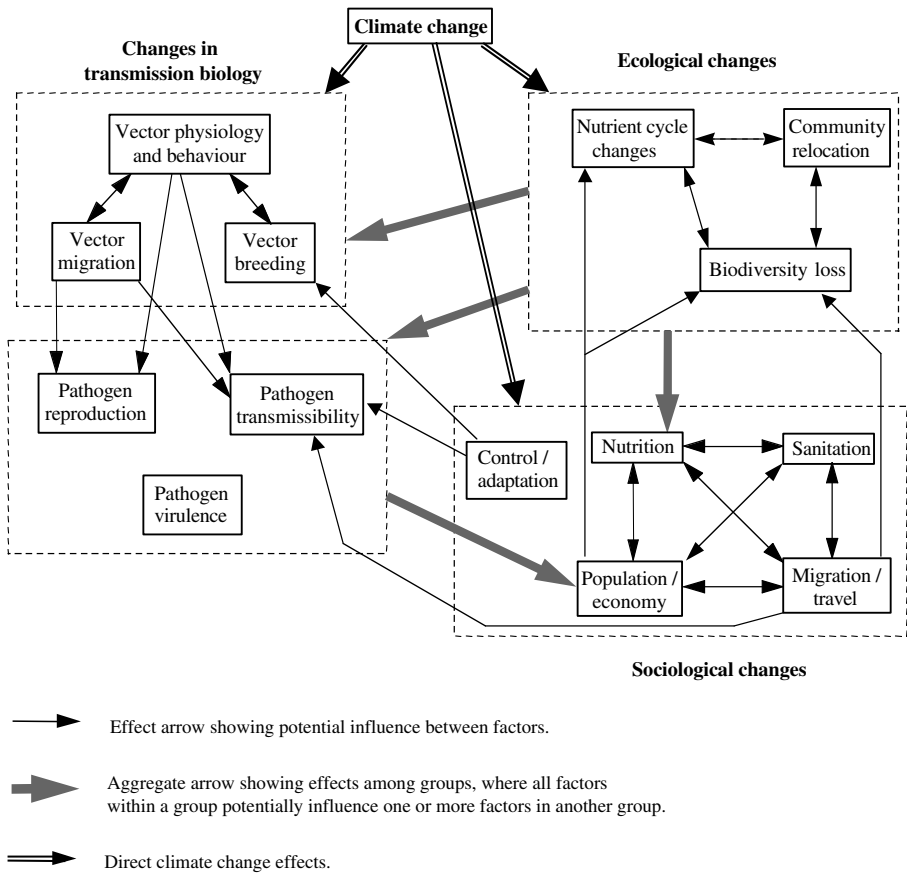 Climate change
Changes in
transmission biology
Ecological changes
Vector physiology
and behaviour
Nutrient cycle
changes
Community
relocation
Vector
migration
Vector
breeding
Biodiversity loss
Pathogen
reproduction
Pathogen
transmissibility
Pathogen
virulence
Control /
adaptation
Nutrition
Sanitation
Population /
economy
Migration /
travel
Sociological changes
Effect arrow showing potential influence between factors.
Aggregate arrow showing effects among groups, where all factors
within a group potentially influence one or more factors in another group.
Direct climate change effects.